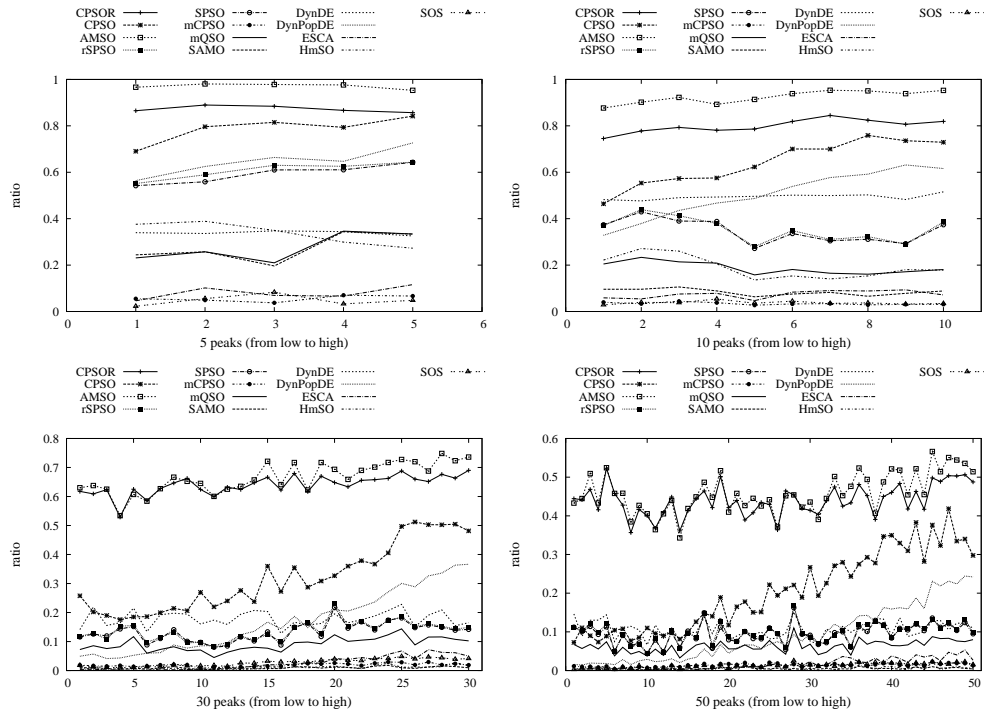 CPSOR SPSO DynDE SOS
CPSO mCPSO DynPopDE
AMSO mQSO ESCA
rSPSO SAMO HmSO
1
0.8
0.6
0.4
0.2
0
ratio
0 1 2 3 4 5 6
5 peaks (from low to high)
CPSOR SPSO DynDE SOS
CPSO mCPSO DynPopDE
AMSO mQSO ESCA
rSPSO SAMO HmSO
1
0.8
0.6
0.4
0.2
0
ratio
0 2 4 6 8 10
10 peaks (from low to high)
CPSOR SPSO DynDE SOS
CPSO mCPSO DynPopDE
AMSO mQSO ESCA
rSPSO SAMO HmSO
0.8
0.7
0.6
0.5
0.4
0.3
0.2
0.1
0
ratio
0 5 10 15 20 25 30
30 peaks (from low to high)
CPSOR SPSO DynDE SOS
CPSO mCPSO DynPopDE
AMSO mQSO ESCA
rSPSO SAMO HmSO
0.6
0.5
0.4
0.3
0.2
0.1
0
ratio
0 10 20 30 40 50
50 peaks (from low to high)